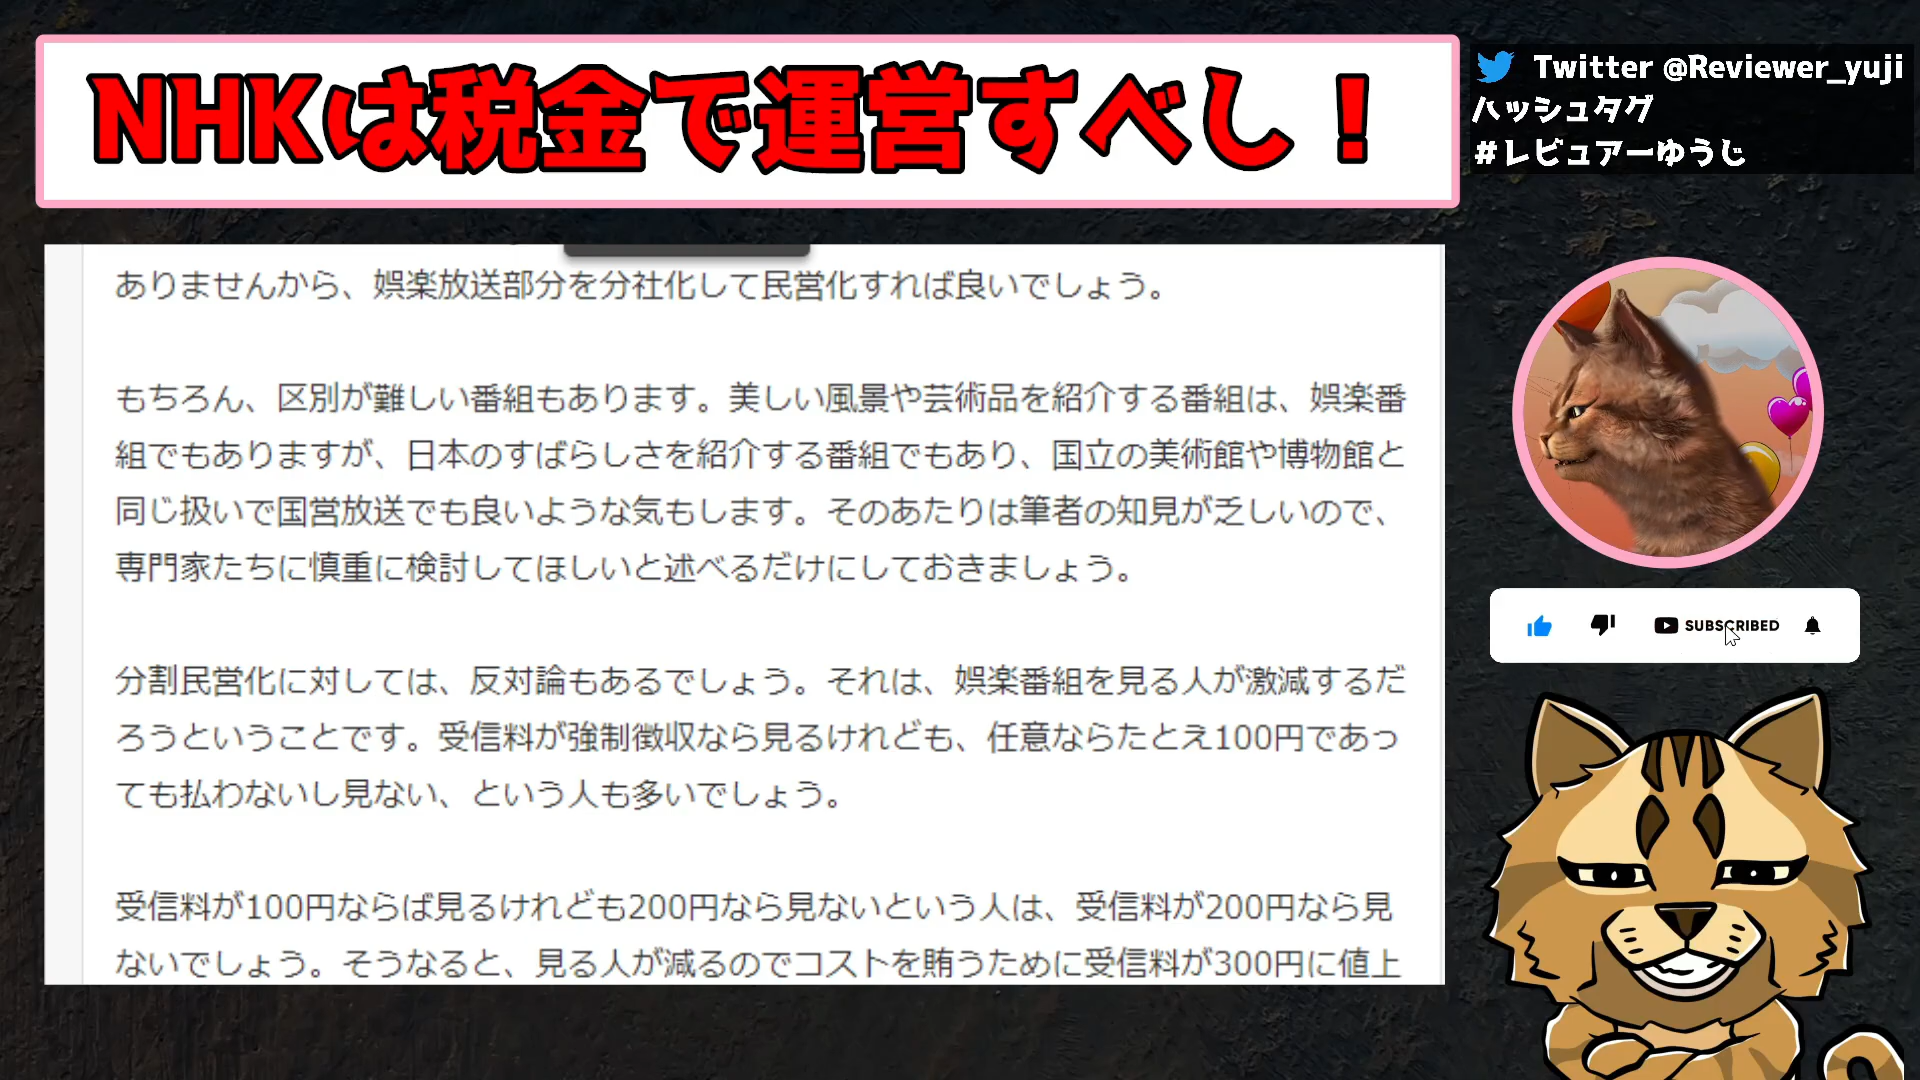 NHKは税金で運営すべし！
Twitter @Reviewer_yuji
ハッシュタグ
#レビュアーゆうじ
ありませんから、娯楽放送部分を分社化して民営化すれば良いでしょう。
もちろん、区別が難しい番組もあります。美しい風景や芸術品を紹介する番組は、娯楽番
組でもありますが、日本のすばらしさを紹介する番組でもあり、国立の美術館や博物館と
同じ扱いで国営放送でも良いような気もします。そのあたりは筆者の知見が乏しいので、
専門家たちに慎重に検討してほしいと述べるだけにしておきましょう。
分割民営化に対しては、反対論もあるでしょう。それは、娯楽番組を見る人が激減するだ
ろうということです。受信料が強制徴収なら見るけれども、任意ならたとえ100円であっ
ても払わないし見ない、という人も多いでしょう。
受信料が100円ならば見るけれども200円なら見ないという人は、受信料が200円なら見
ないでしょう。そうなると、見る人が減るのでコストを賄うために受信料が300円に値上
SUBSCRIBED